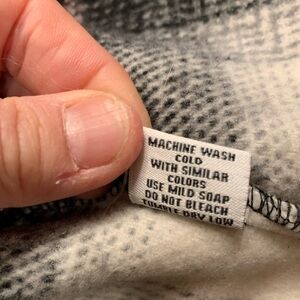 MACHINE WASH
COLD
WITH SIMILAR
COLORS
USE MILD SOAP
DO NOT BLEACH
TUMBLE DRY LOW